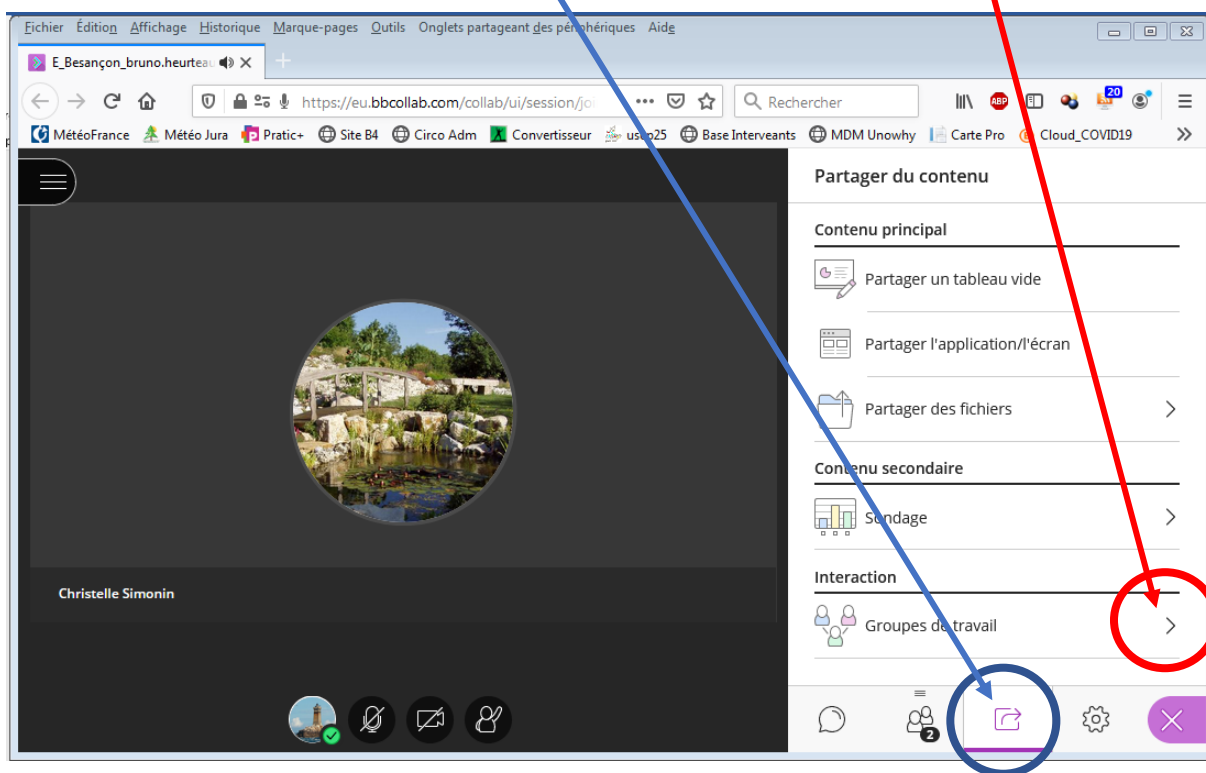 Fichier Édition Affichage Historique Marque-pages Outils Onglets partageant des périphériques Aide
E_Besançon_bruno.heurteau
https://eu.bbcollab.com/collab/ui/session/joi
Rechercher
ABP
20
MétéoFrance Météo Jura Pratic+ Site B4 Circo Adm Convertisseur usep25 Base Interveants MDM Unowhy Carte Pro Cloud_COVID19
Partager du contenu
Contenu principal
Partager un tableau vide
Partager l'application/l'écran
Partager des fichiers
Contenu secondaire
Sondage
Interaction
Groupes de travail
Christelle Simonin
2